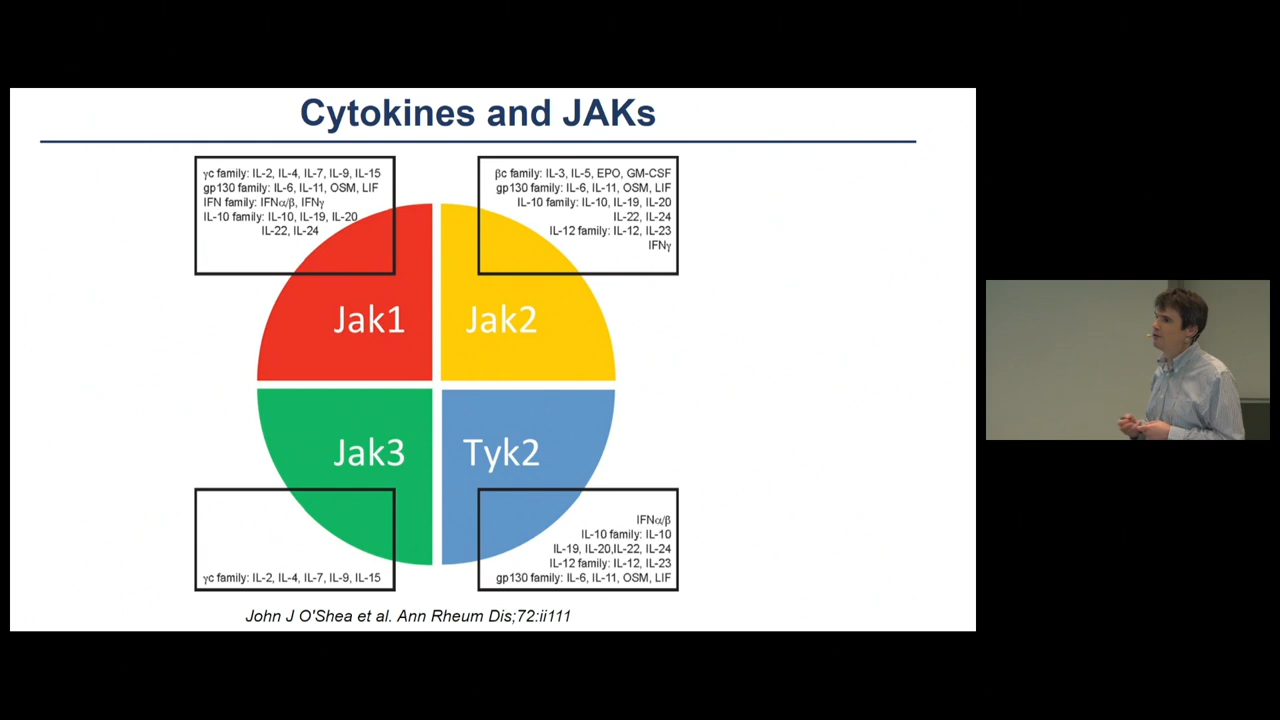 Cytokines and JAKs
γc family: IL-2, IL-4, IL-7, IL-9, IL-15
gp130 family: IL-6, IL-11, OSM, LIF
IFN family: IFNα/β, IFNγ
IL-10 family: IL-10, IL-19, IL-20
IL-22, IL-24
βc family: IL-3, IL-5, EPO, GM-CSF
gp130 family: IL-6, IL-11, OSM, LIF
IL-10 family: IL-10, IL-19, IL-20
IL-22, IL-24
IL-12 family: IL-12, IL-23
IFNγ
Jak1
Jak2
Jak3
Tyk2
γc family: IL-2, IL-4, IL-7, IL-9, IL-15
IFNα/β
IL-10 family: IL-10
IL-19, IL-20,IL-22, IL-24
IL-12 family: IL-12, IL-23
gp130 family: IL-6, IL-11, OSM, LIF
John J O'Shea et al. Ann Rheum Dis;72:ii111